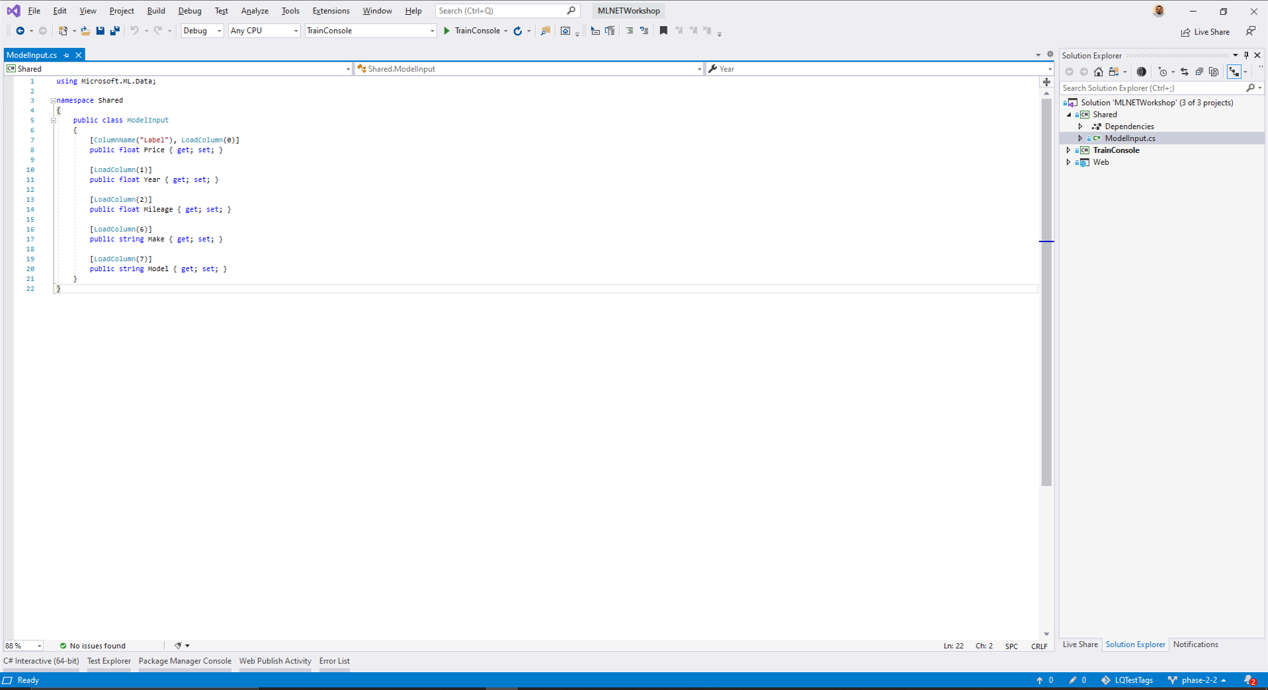 File Edit View Project Build Debug Test Analyze Tools Extensions Window Help Search (Ctrl+Q) MLNETWorkshop
Debug Any CPU TrainConsole TrainConsole Live Share
ModelInput.cs
Shared Shared.ModelInput Year
1 using Microsoft.ML.Data;
2
3 namespace Shared
4 {
5 public class ModelInput
6 {
7 [ColumnName("Label"), LoadColumn(0)]
8 public float Price { get; set; }
9
10 [LoadColumn(1)]
11 public float Year { get; set; }
12
13 [LoadColumn(2)]
14 public float Mileage { get; set; }
15
16 [LoadColumn(6)]
17 public string Make { get; set; }
18
19 [LoadColumn(7)]
20 public string Model { get; set; }
21 }
22 }
Solution Explorer
Search Solution Explorer (Ctrl+;)
Solution 'MLNETWorkshop' (3 of 3 projects)
C# Shared
Dependencies
C# ModelInput.cs
C# TrainConsole
Web
88 % No issues found Ln: 22 Ch: 2 SPC CRLF
Live Share Solution Explorer Notifications
C# Interactive (64-bit) Test Explorer Package Manager Console Web Publish Activity Error List
Ready 0 0 LQTestTags phase-2-2 2